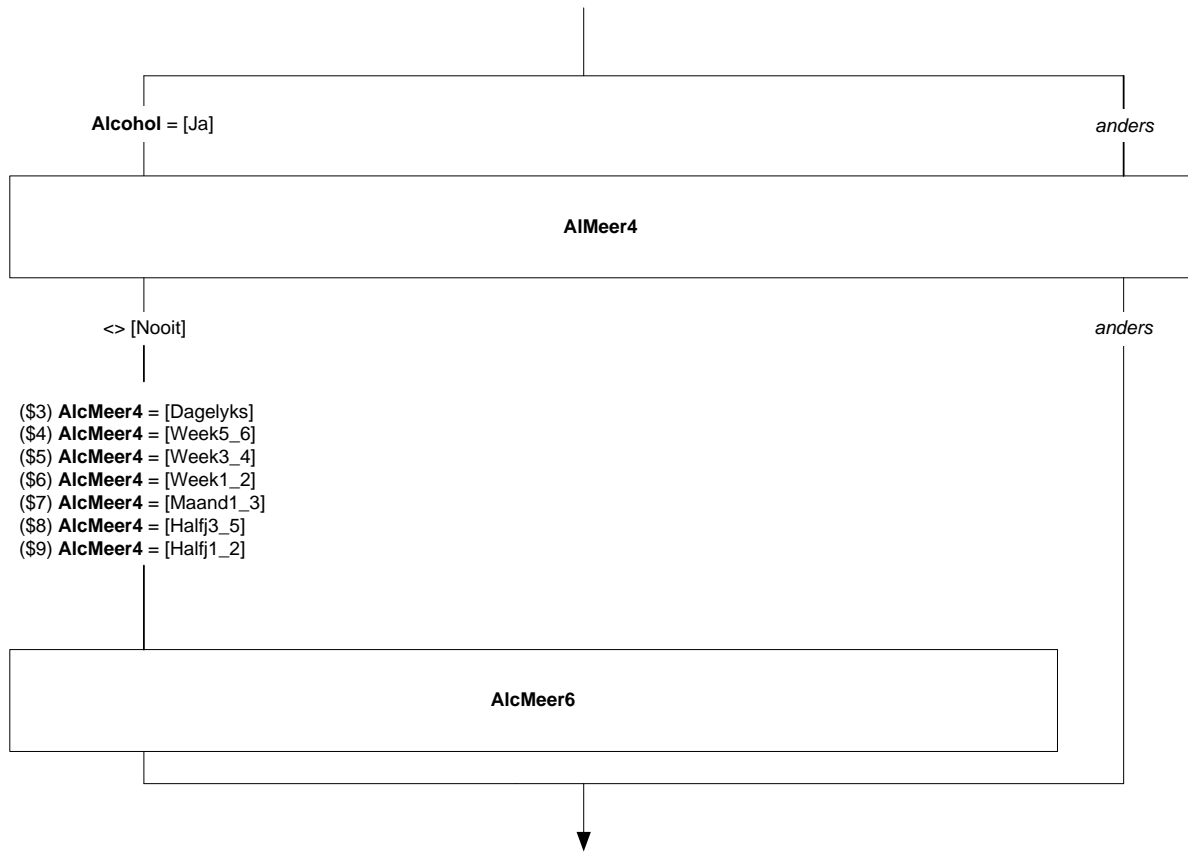 Alcohol = [Ja]
anders
AlMeer4
<> [Nooit]
anders
($3) AlcMeer4 = [Dagelyks]
($4) AlcMeer4 = [Week5_6]
($5) AlcMeer4 = [Week3_4]
($6) AlcMeer4 = [Week1_2]
($7) AlcMeer4 = [Maand1_3]
($8) AlcMeer4 = [Halfj3_5]
($9) AlcMeer4 = [Halfj1_2]
AlcMeer6